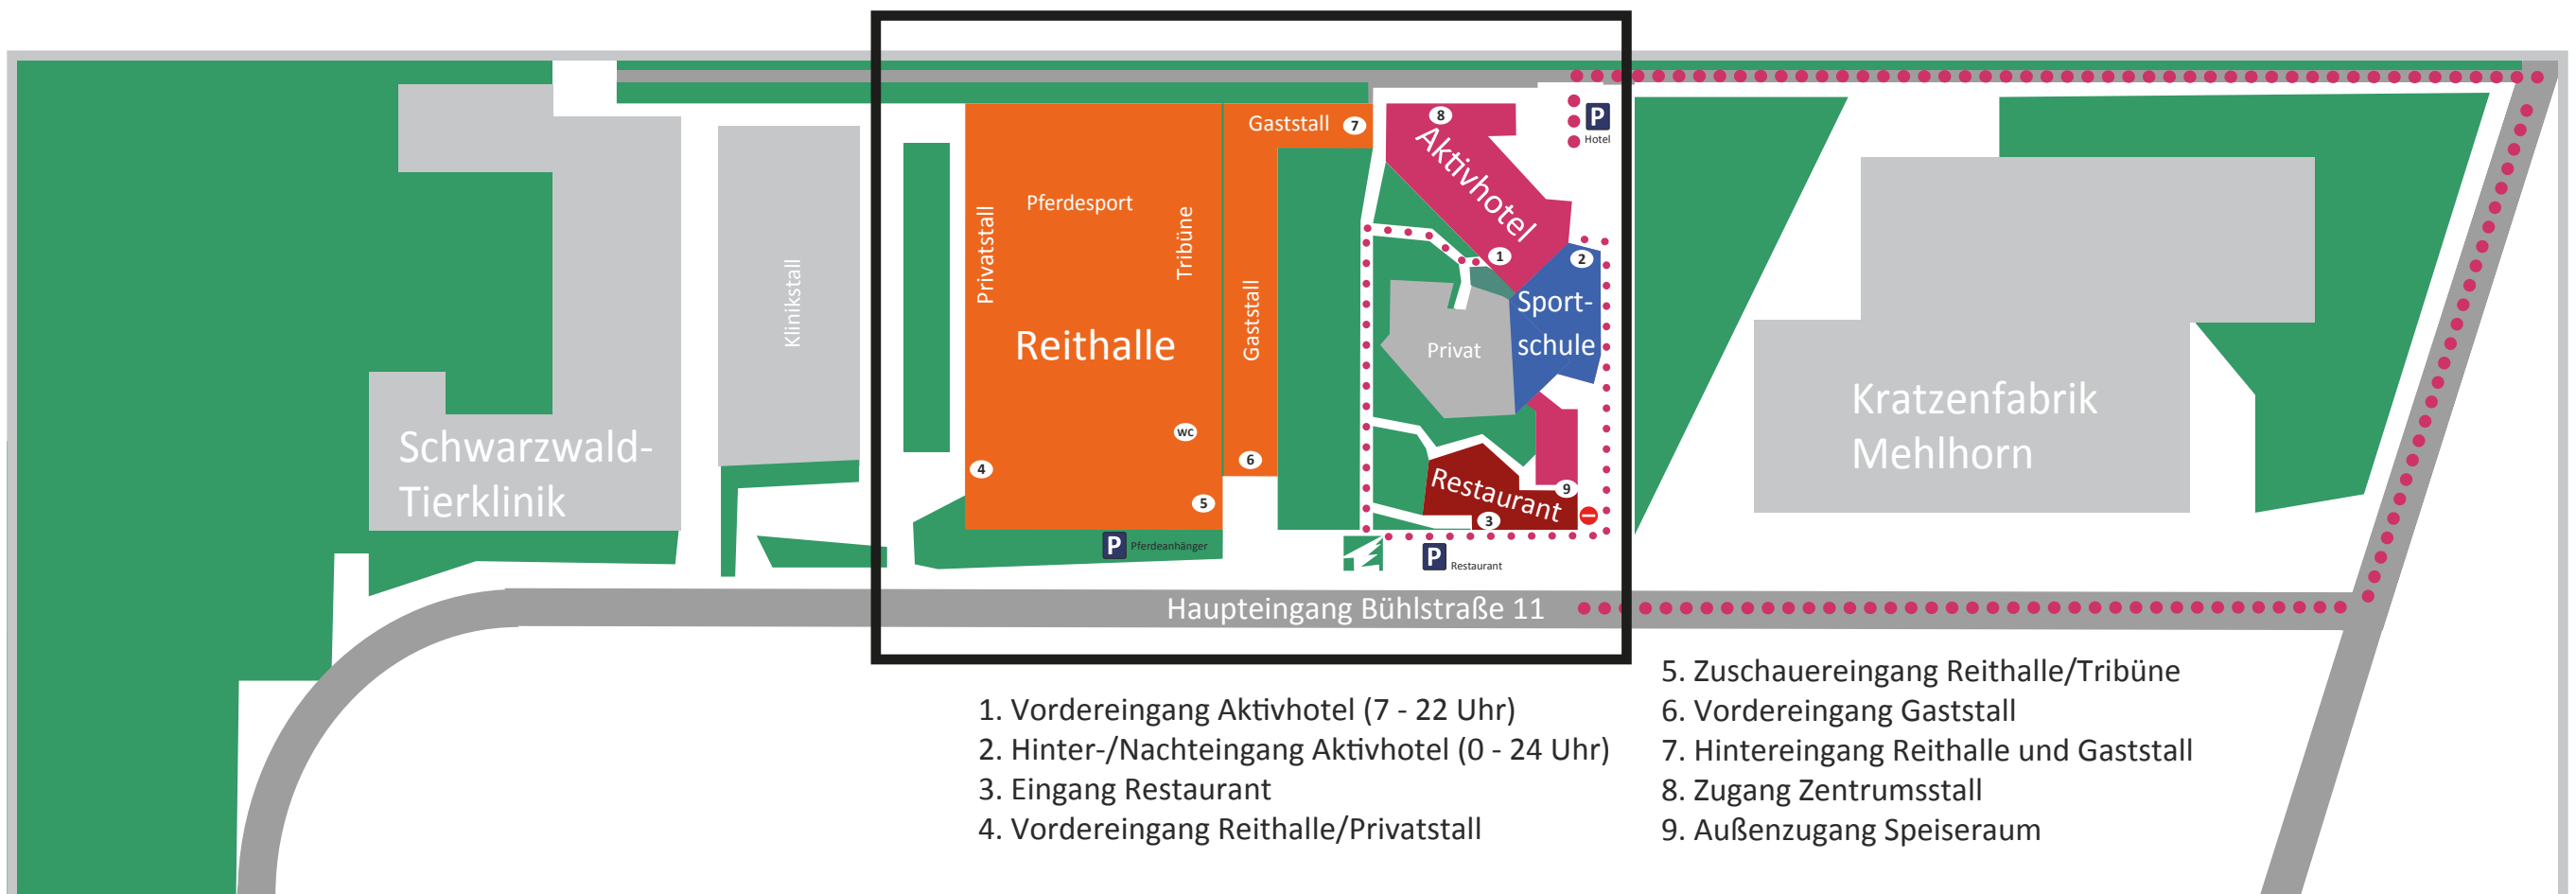 Gaststall 7
8
P
Hotel
Aktivhotel
Pferdesport
Privatstall
Tribüne
Klinikstall
Gaststall
1
2
Sport-
schule
Reithalle
Privat
Schwarzwald-
Tierklinik
WC
4
6
5
Restaurant
9
3
Kratzenfabrik
Mehlhorn
P Pferdeanhänger
P Restaurant
Haupteingang Bühlstraße 11
1. Vordereingang Aktivhotel (7 - 22 Uhr)
2. Hinter-/Nachteingang Aktivhotel (0 - 24 Uhr)
3. Eingang Restaurant
4. Vordereingang Reithalle/Privatstall
5. Zuschauereingang Reithalle/Tribüne
6. Vordereingang Gaststall
7. Hintereingang Reithalle und Gaststall
8. Zugang Zentrumsstall
9. Außenzugang Speiseraum